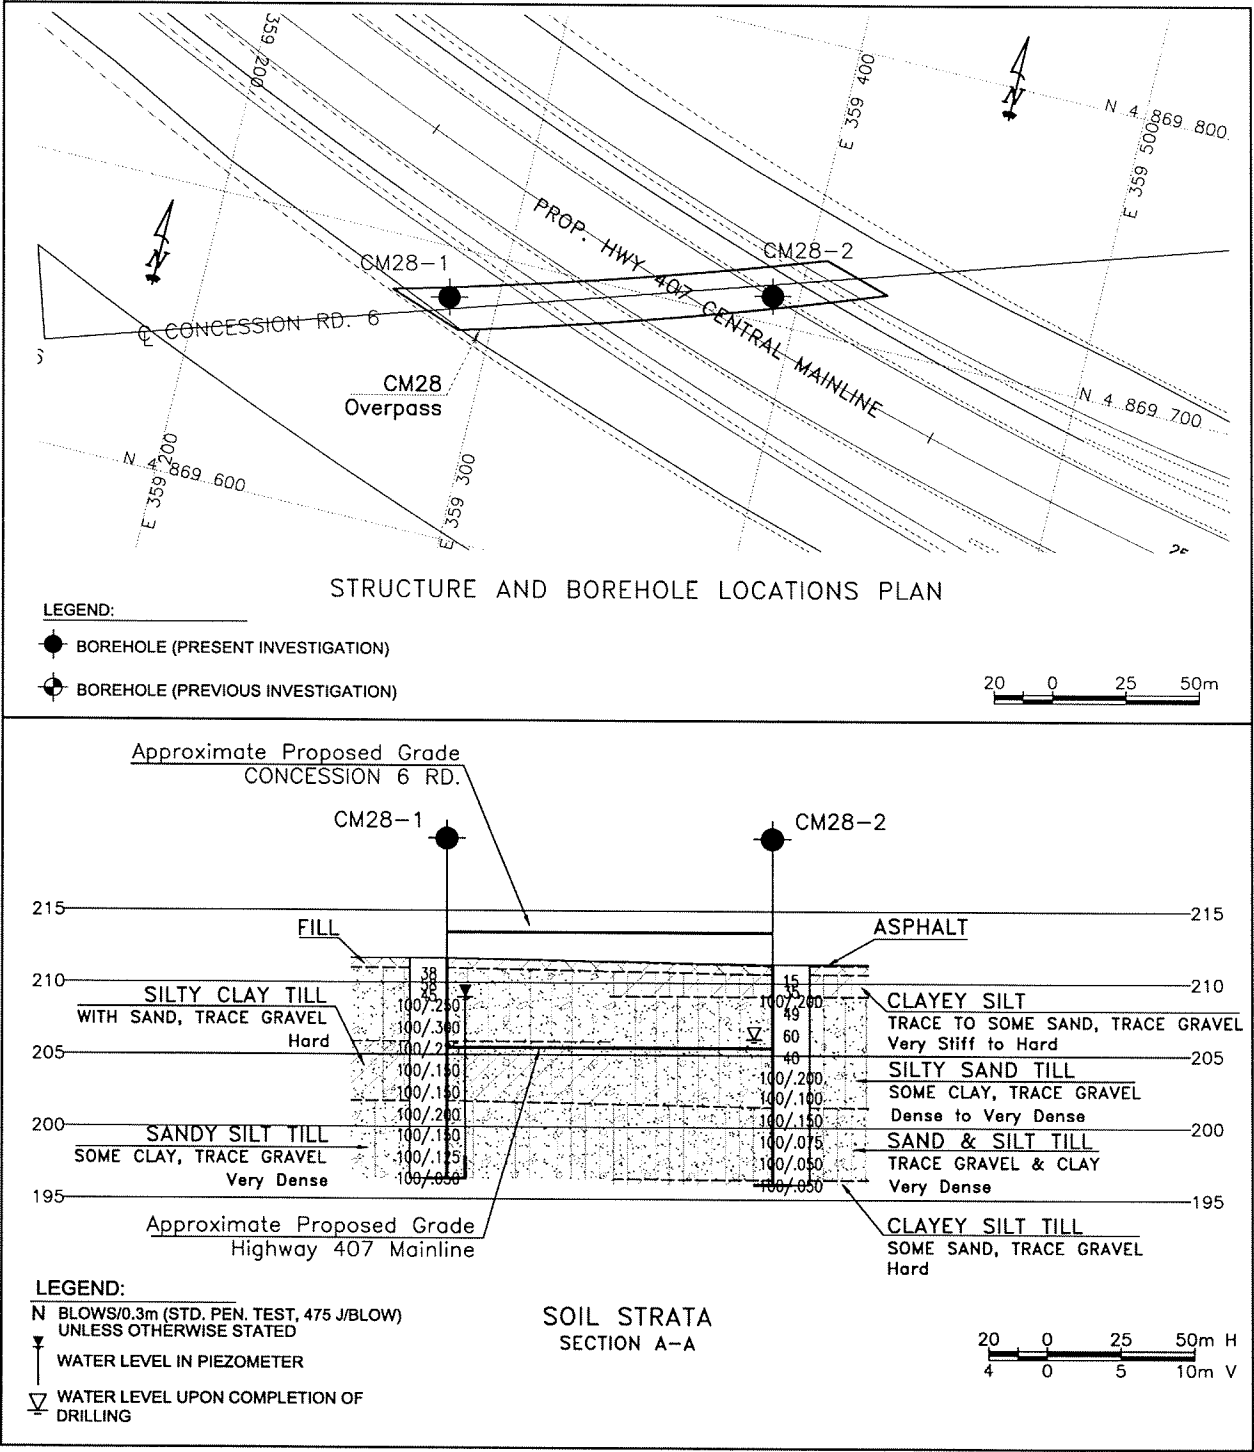 359 200
E 359 400
N 4 869 800
E 359 500
N
N
CM28-1
CM28-2
PROP. HWY 407 CENTRAL MAINLINE
℄ CONCESSION RD. 6
CM28
Overpass
N 4 869 700
N 4 869 600
E 359 200
E 359 300
STRUCTURE AND BOREHOLE LOCATIONS PLAN
LEGEND:
BOREHOLE (PRESENT INVESTIGATION)
BOREHOLE (PREVIOUS INVESTIGATION)
20 0 25 50m
Approximate Proposed Grade
CONCESSION 6 RD.
CM28-1
CM28-2
215
215
FILL
ASPHALT
210
210
38
45
100/.250
100/.300
100/.150
100/.150
100/.200
100/.150
100/.125
100/.050
15
100/.200
49
60
40
100/.200
100/.100
100/.150
100/.075
100/.050
100/.050
SILTY CLAY TILL
WITH SAND, TRACE GRAVEL
Hard
CLAYEY SILT
TRACE TO SOME SAND, TRACE GRAVEL
Very Stiff to Hard
205
205
SILTY SAND TILL
SOME CLAY, TRACE GRAVEL
Dense to Very Dense
200
200
SANDY SILT TILL
SOME CLAY, TRACE GRAVEL
Very Dense
SAND & SILT TILL
TRACE GRAVEL & CLAY
Very Dense
195
195
Approximate Proposed Grade
Highway 407 Mainline
CLAYEY SILT TILL
SOME SAND, TRACE GRAVEL
Hard
LEGEND:
N BLOWS/0.3m (STD. PEN. TEST, 475 J/BLOW)
UNLESS OTHERWISE STATED
WATER LEVEL IN PIEZOMETER
WATER LEVEL UPON COMPLETION OF
DRILLING
SOIL STRATA
SECTION A-A
20 0 25 50m H
4 0 5 10m V